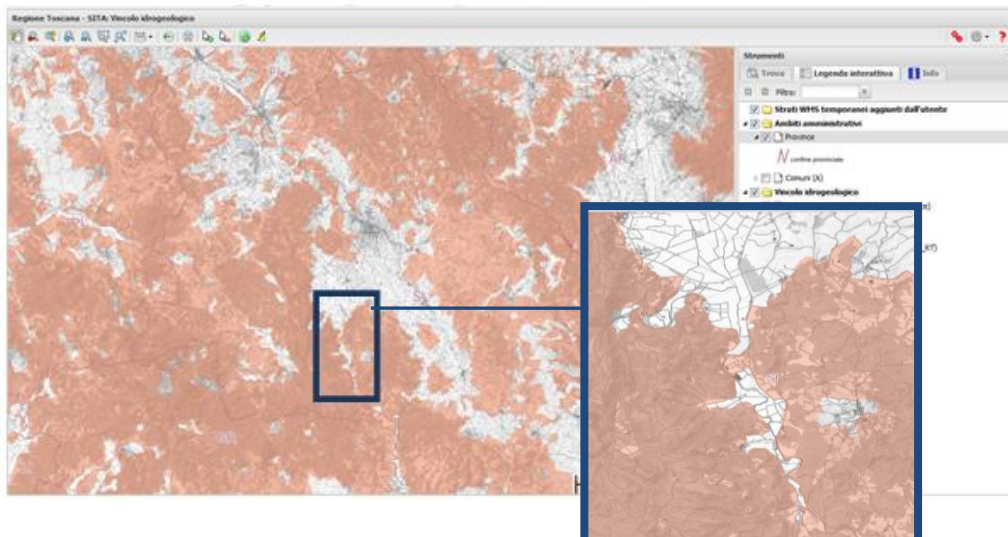 Regione Toscana - SITA: Vincolo idrogeologico
Strumenti
Trova Legenda interattiva Info
Filtro:
Strati WMS temporanei aggiunti dall'utente
Ambiti amministrativi
Province
confine provinciale
Comuni (A)
Vincolo idrogeologico